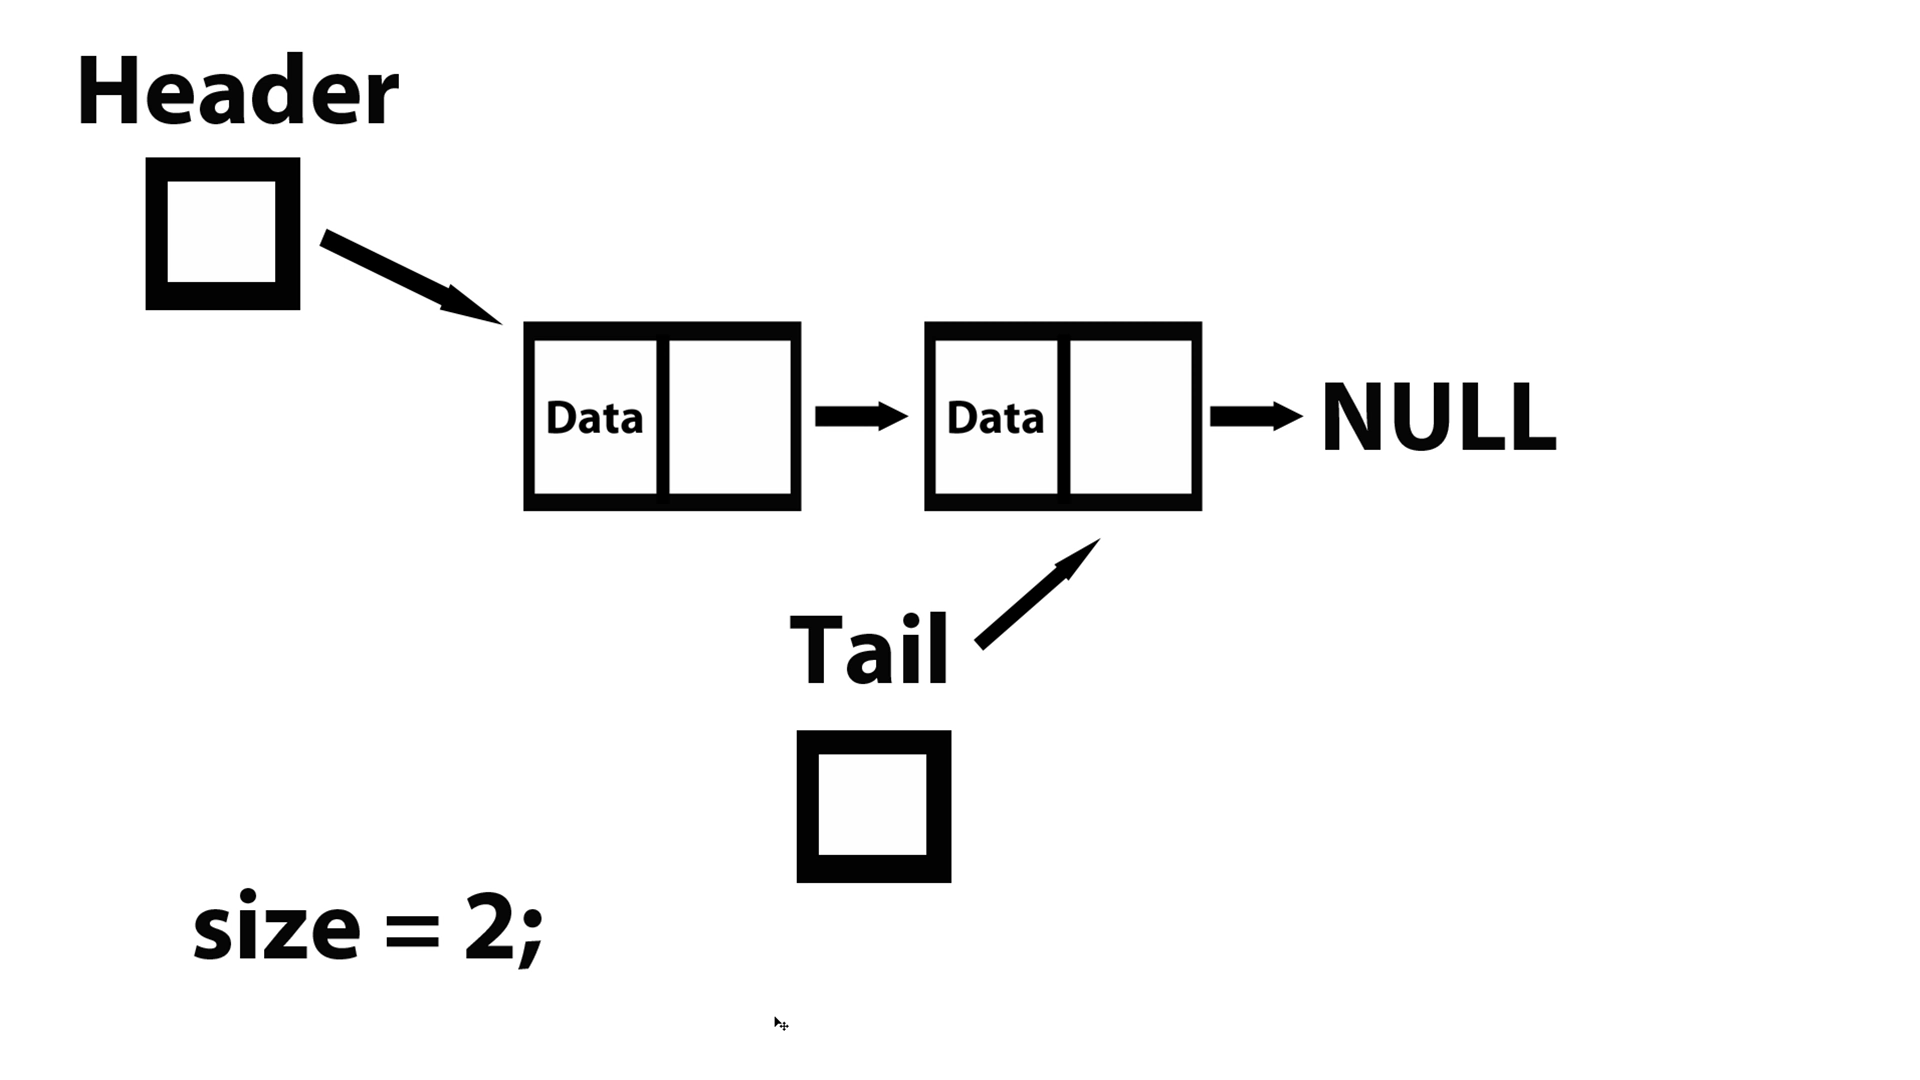 Header
Data
Data
NULL
Tail
size = 2;